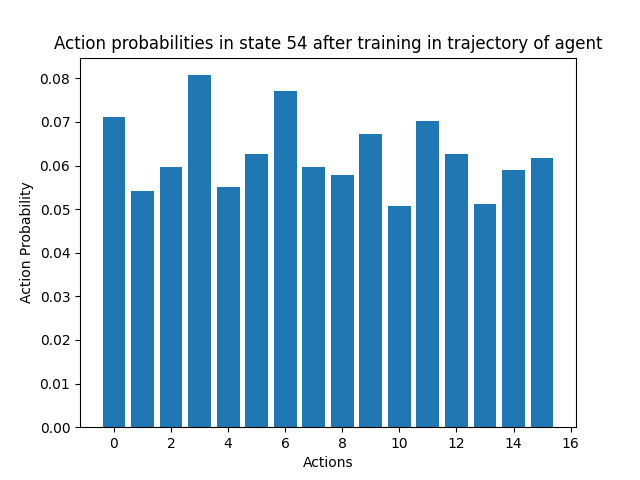 Action probabilities in state 54 after training in trajectory of agent
0.08
0.07
0.06
0.05
0.04
0.03
0.02
0.01
0.00
Action Probability
0 2 4 6 8 10 12 14 16
Actions